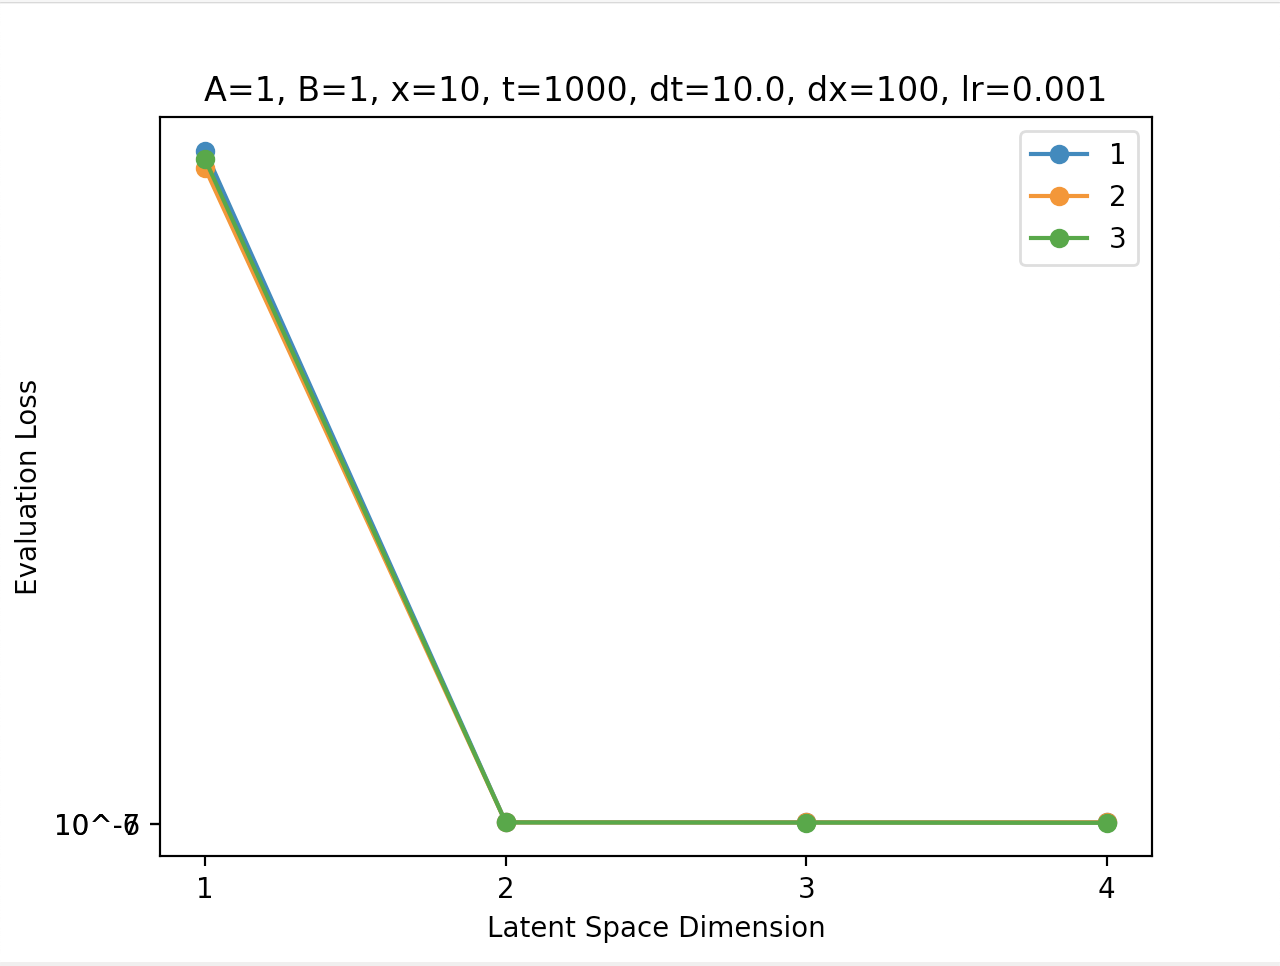 A=1, B=1, x=10, t=1000, dt=10.0, dx=100, lr=0.001
1
2
3
Evaluation Loss
1
2
3
4
Latent Space Dimension